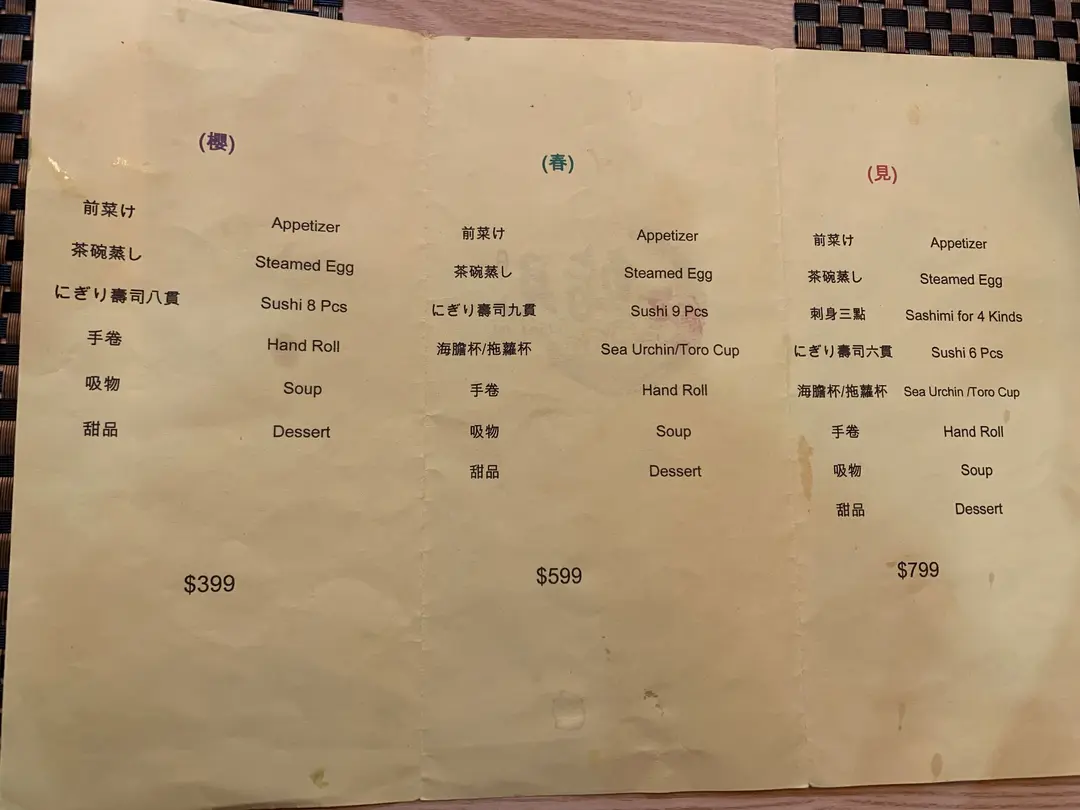 (櫻)
前菜け Appetizer
茶碗蒸し Steamed Egg
にぎり壽司八貫 Sushi 8 Pcs
手卷 Hand Roll
吸物 Soup
甜品 Dessert
$399
(春)
前菜け Appetizer
茶碗蒸し Steamed Egg
にぎり壽司九貫 Sushi 9 Pcs
海膽杯/拖蘿杯 Sea Urchin/Toro Cup
手卷 Hand Roll
吸物 Soup
甜品 Dessert
$599
(見)
前菜け Appetizer
茶碗蒸し Steamed Egg
刺身三點 Sashimi for 4 Kinds
にぎり壽司六貫 Sushi 6 Pcs
海膽杯/拖蘿杯 Sea Urchin /Toro Cup
手卷 Hand Roll
吸物 Soup
甜品 Dessert
$799